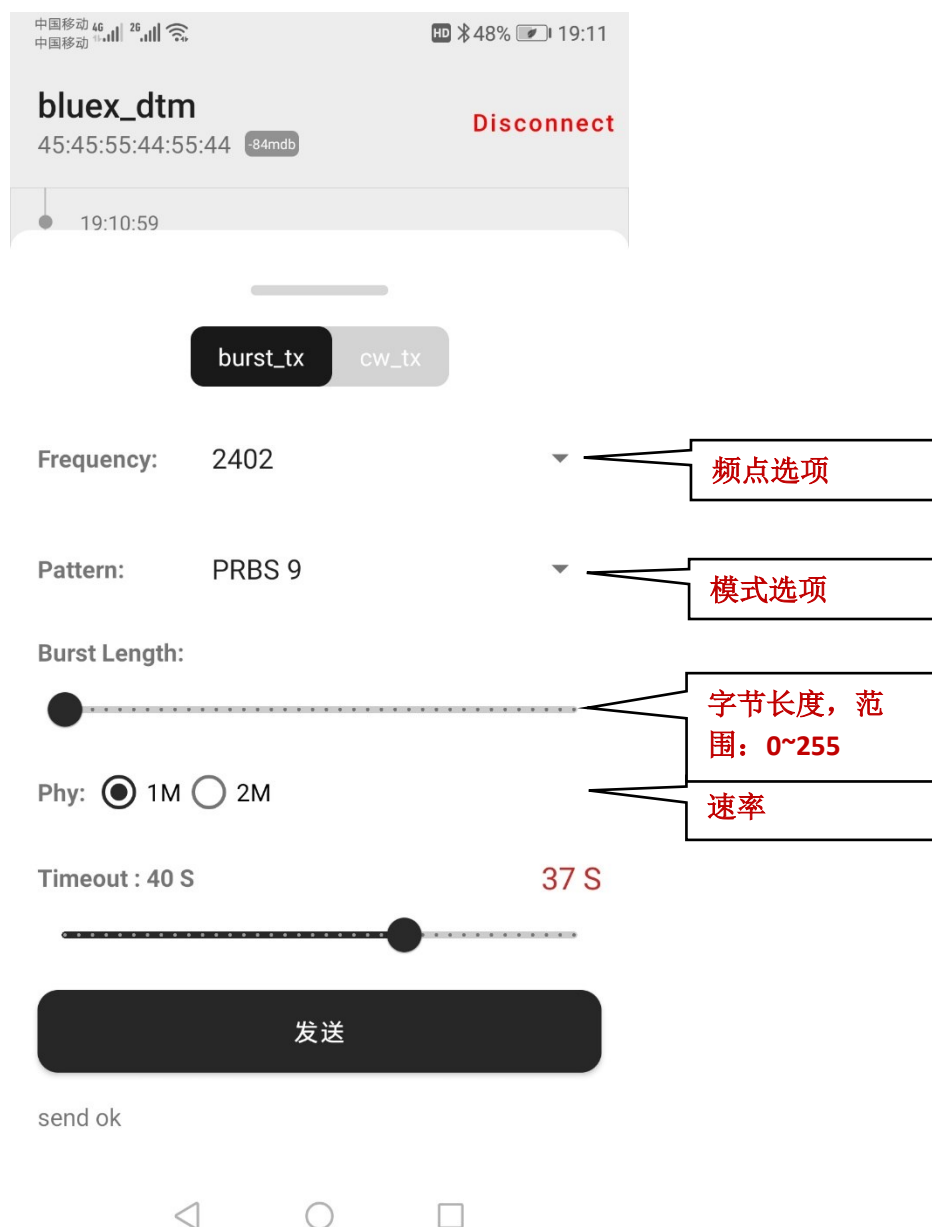 中国移动 4G 2G HD 48% 19:11
中国移动
bluex_dtm
Disconnect
45:45:55:44:55:44 -84mdb
19:10:59
burst_tx cw_tx
Frequency: 2402
频点选项
Pattern: PRBS 9
模式选项
Burst Length:
字节长度，范
围：0~255
Phy: 1M 2M
速率
Timeout : 40 S 37 S
发送
send ok